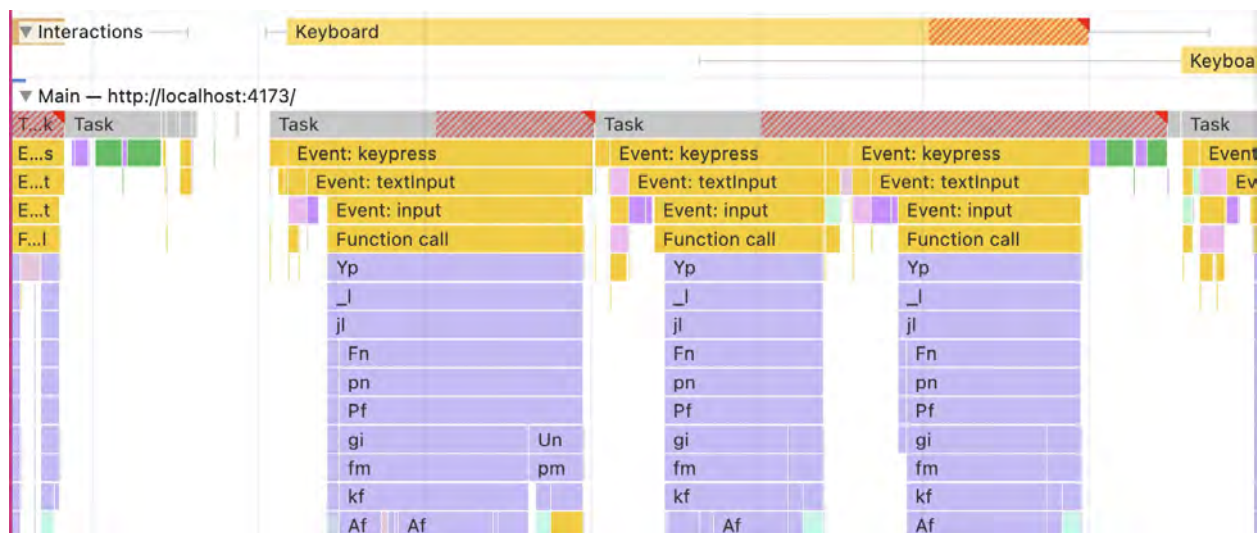 ▼ Interactions
Keyboard
Keyboa
▼ Main — http://localhost:4173/
T...k Task Task Task Task
E...s Event: keypress Event: keypress Event: keypress Event
E...t Event: textInput Event: textInput Event: textInput Ev
E...t Event: input Event: input Event: input
F...l Function call Function call Function call
Yp Yp Yp
_l _l _l
jl jl jl
Fn Fn Fn
pn pn pn
Pf Pf Pf
gi Un gi gi
fm pm fm fm
kf kf kf
Af Af Af Af